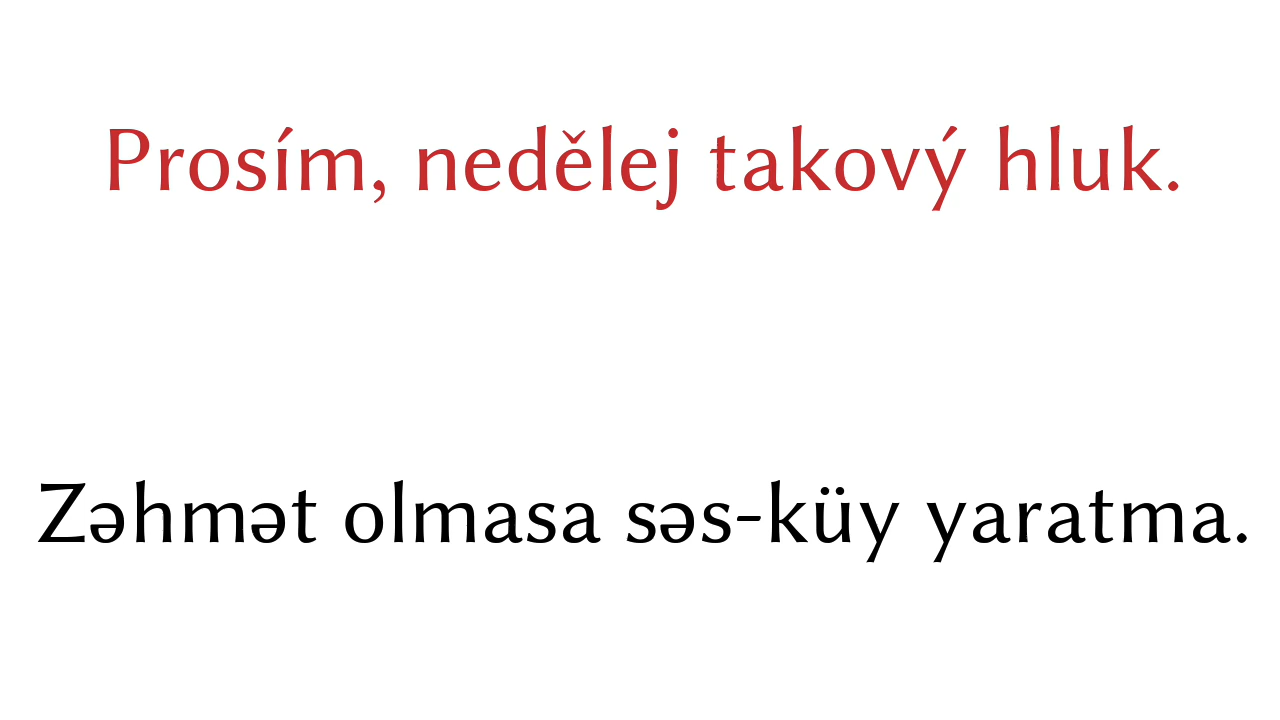 Prosím, nedělej takový hluk.
Zəhmət olmasa səs-küy yaratma.